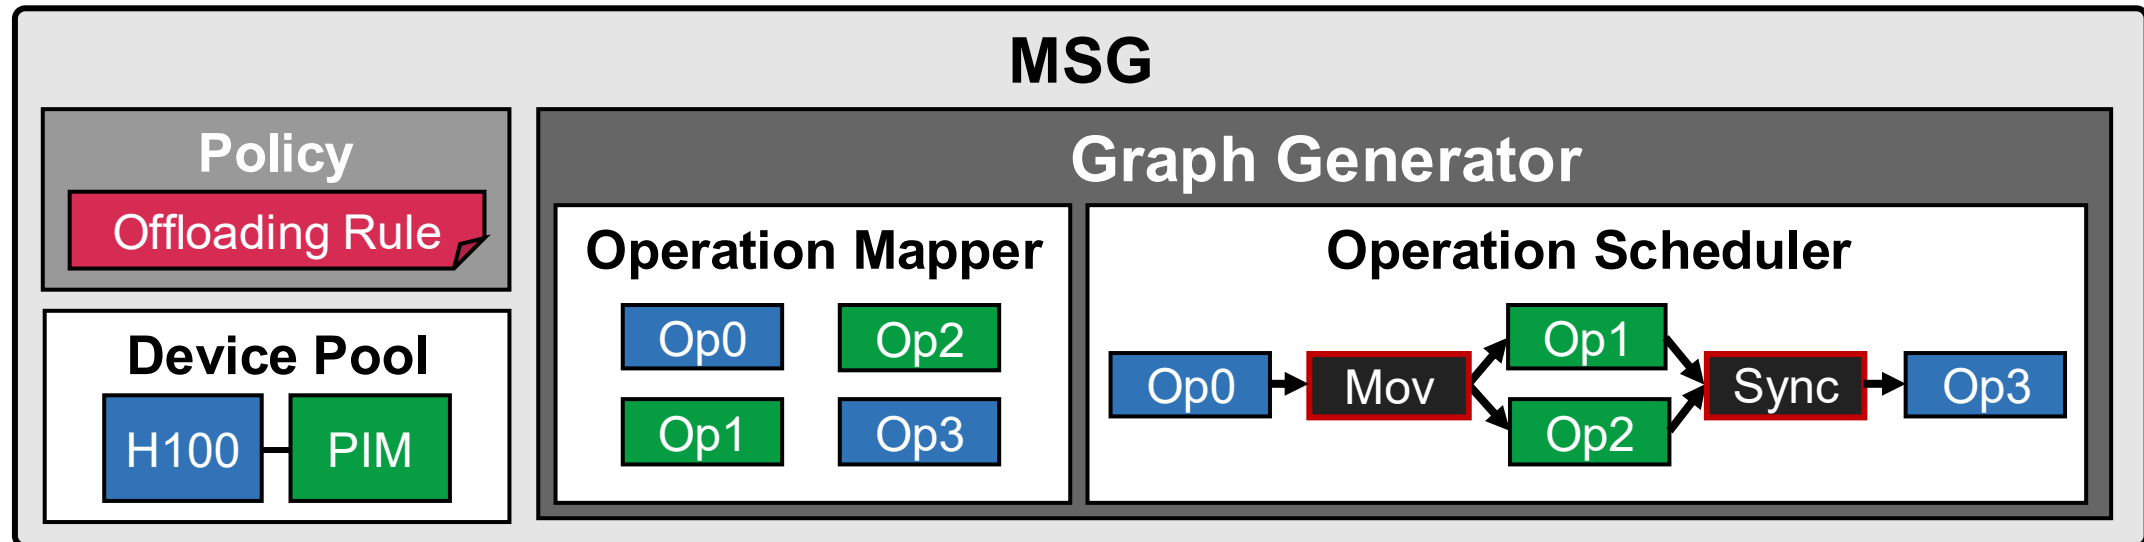 MSG
Policy
Offloading Rule
Device Pool
H100 PIM
Graph Generator
Operation Mapper
Op0 Op2
Op1 Op3
Operation Scheduler
Op0 Mov Op1 Sync Op3
Op2